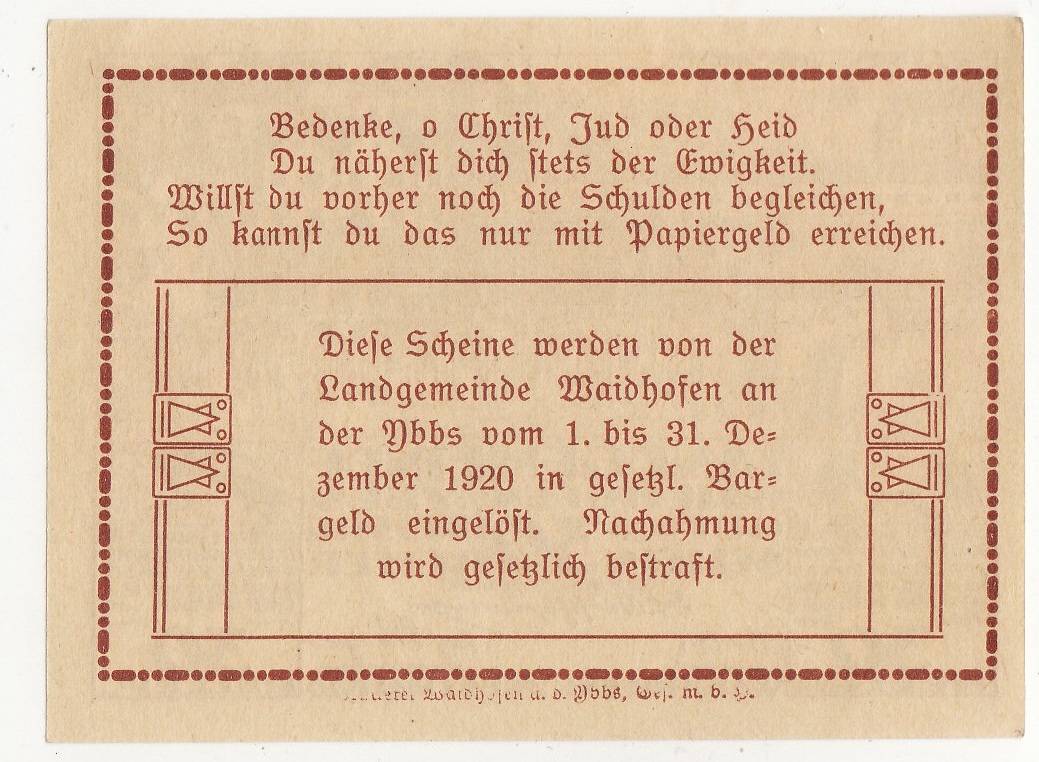 Bedenke, o Christ, Jud oder Heid
Du näherst dich stets der Ewigkeit.
Willst du vorher noch die Schulden begleichen,
So kannst du das nur mit Papiergeld erreichen.
Diese Scheine werden von der
Landgemeinde Waidhofen an
der Ybbs vom 1. bis 31. De=
zember 1920 in gesetzl. Bar=
geld eingelöst. Nachahmung
wird gesetzlich bestraft.
Waidhofen a. d. Ybbs, Ges. m. b. H.